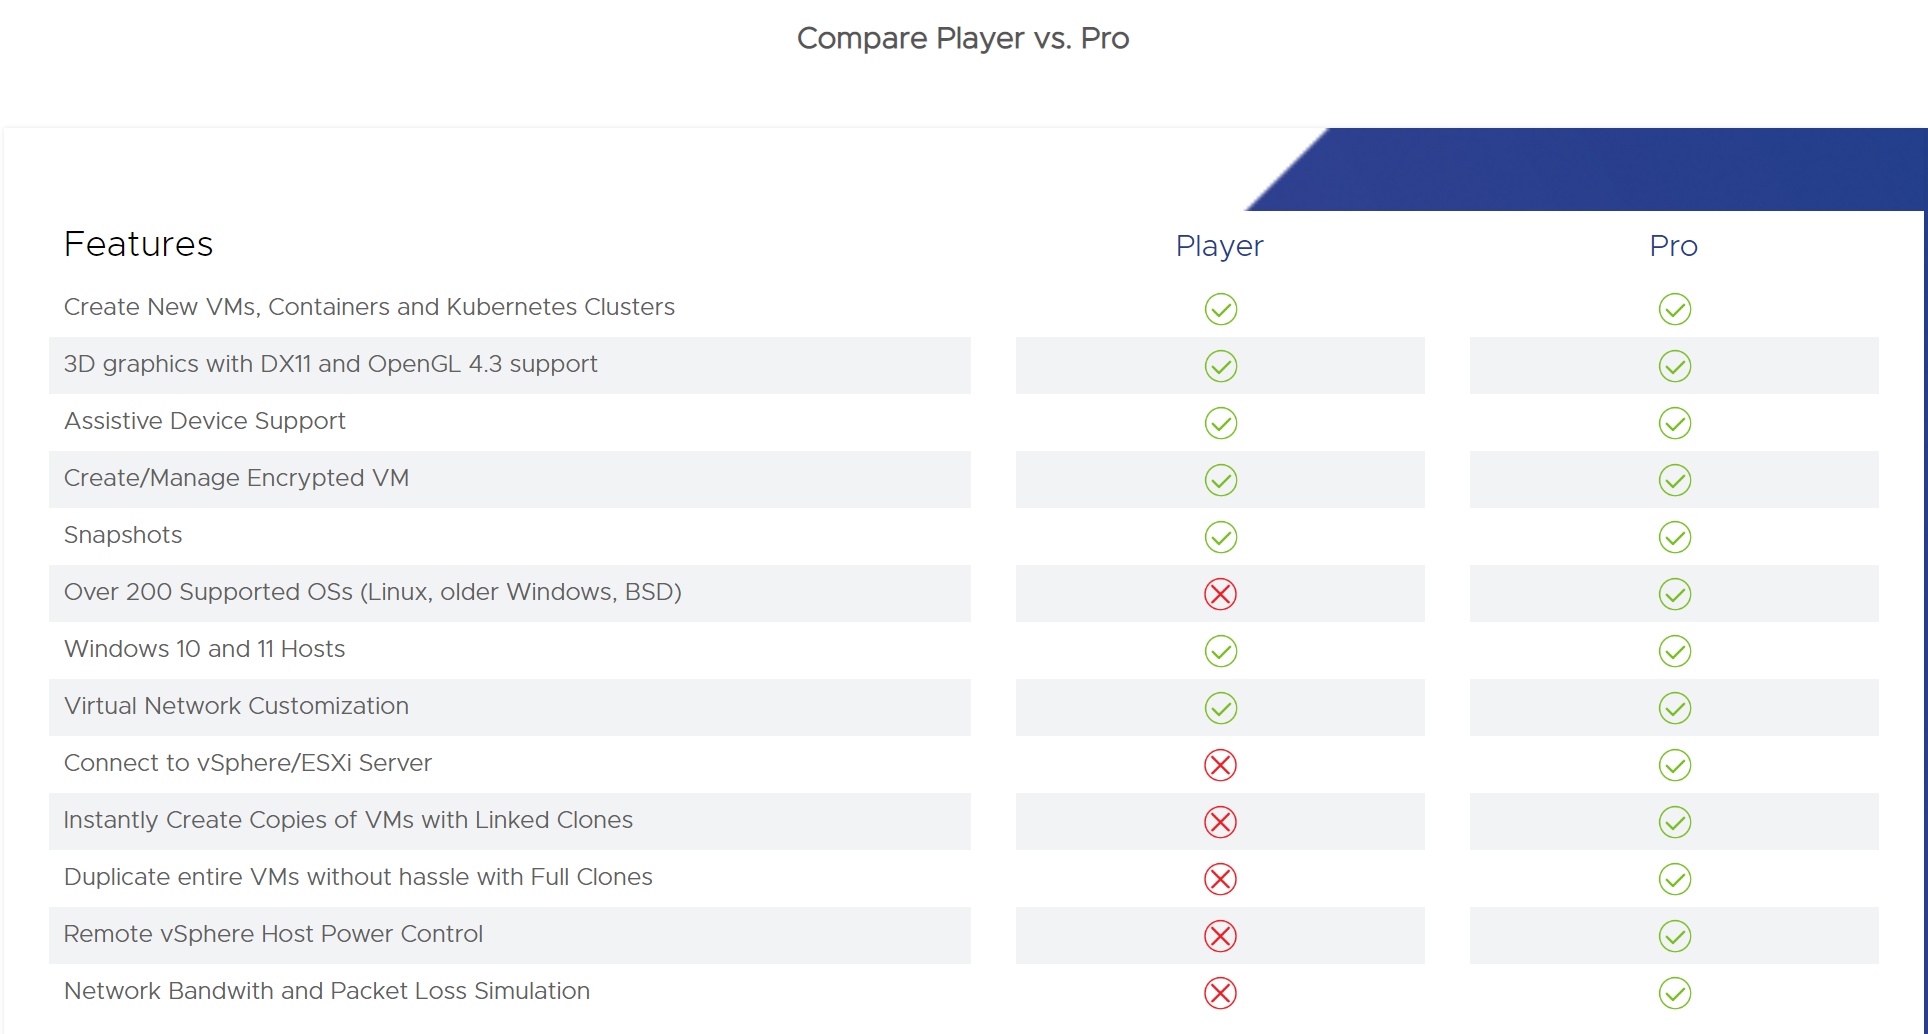 Compare Player vs. Pro
Features Player Pro
Create New VMs, Containers and Kubernetes Clusters
3D graphics with DX11 and OpenGL 4.3 support
Assistive Device Support
Create/Manage Encrypted VM
Snapshots
Over 200 Supported OSs (Linux, older Windows, BSD)
Windows 10 and 11 Hosts
Virtual Network Customization
Connect to vSphere/ESXi Server
Instantly Create Copies of VMs with Linked Clones
Duplicate entire VMs without hassle with Full Clones
Remote vSphere Host Power Control
Network Bandwith and Packet Loss Simulation